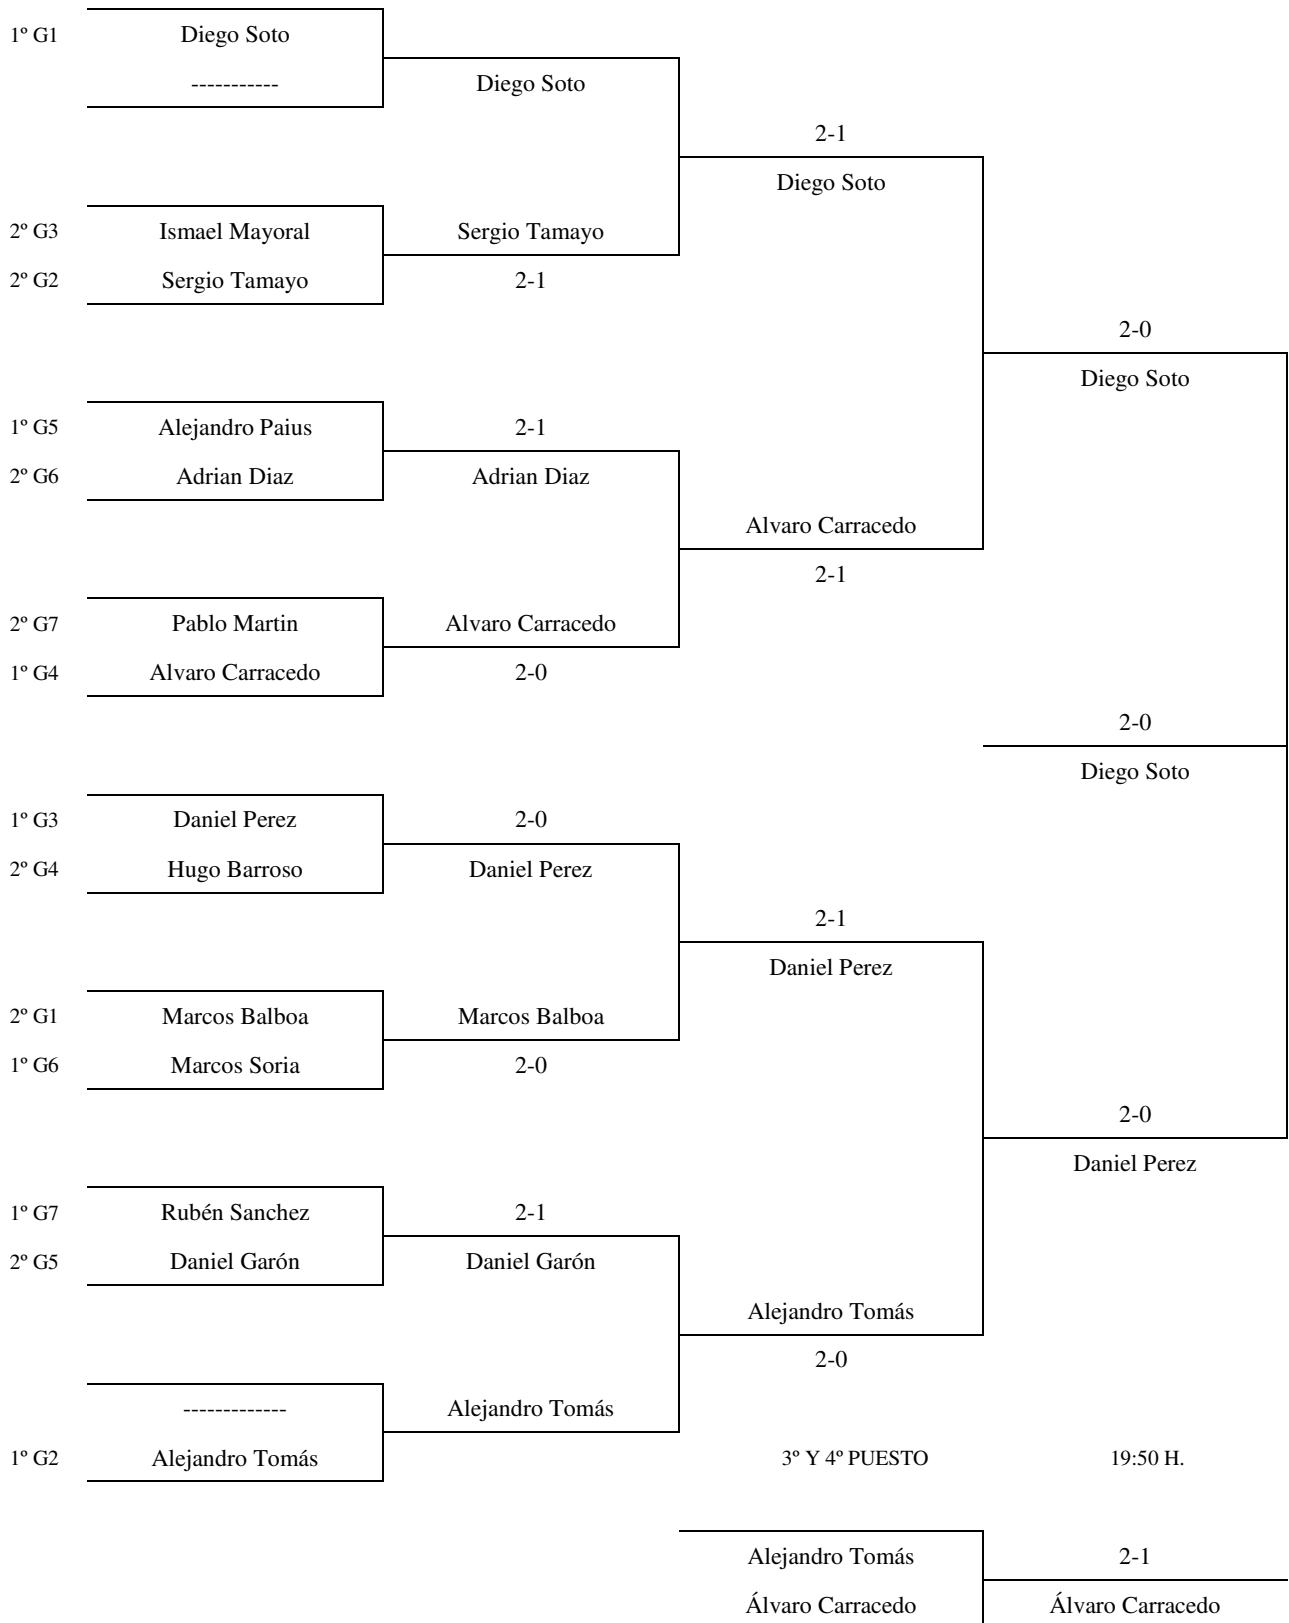 1º G1 Diego Soto
----------- Diego Soto
2-1
Diego Soto
2º G3 Ismael Mayoral Sergio Tamayo
2º G2 Sergio Tamayo 2-1
2-0
Diego Soto
1º G5 Alejandro Paius 2-1
2º G6 Adrian Diaz Adrian Diaz
Alvaro Carracedo
2-1
2º G7 Pablo Martin Alvaro Carracedo
1º G4 Alvaro Carracedo 2-0
2-0
Diego Soto
1º G3 Daniel Perez 2-0
2º G4 Hugo Barroso Daniel Perez
2-1
Daniel Perez
2º G1 Marcos Balboa Marcos Balboa
1º G6 Marcos Soria 2-0
2-0
Daniel Perez
1º G7 Rubén Sanchez 2-1
2º G5 Daniel Garón Daniel Garón
Alejandro Tomás
2-0
------------- Alejandro Tomás
1º G2 Alejandro Tomás 3º Y 4º PUESTO 19:50 H.
Alejandro Tomás 2-1
Álvaro Carracedo Álvaro Carracedo